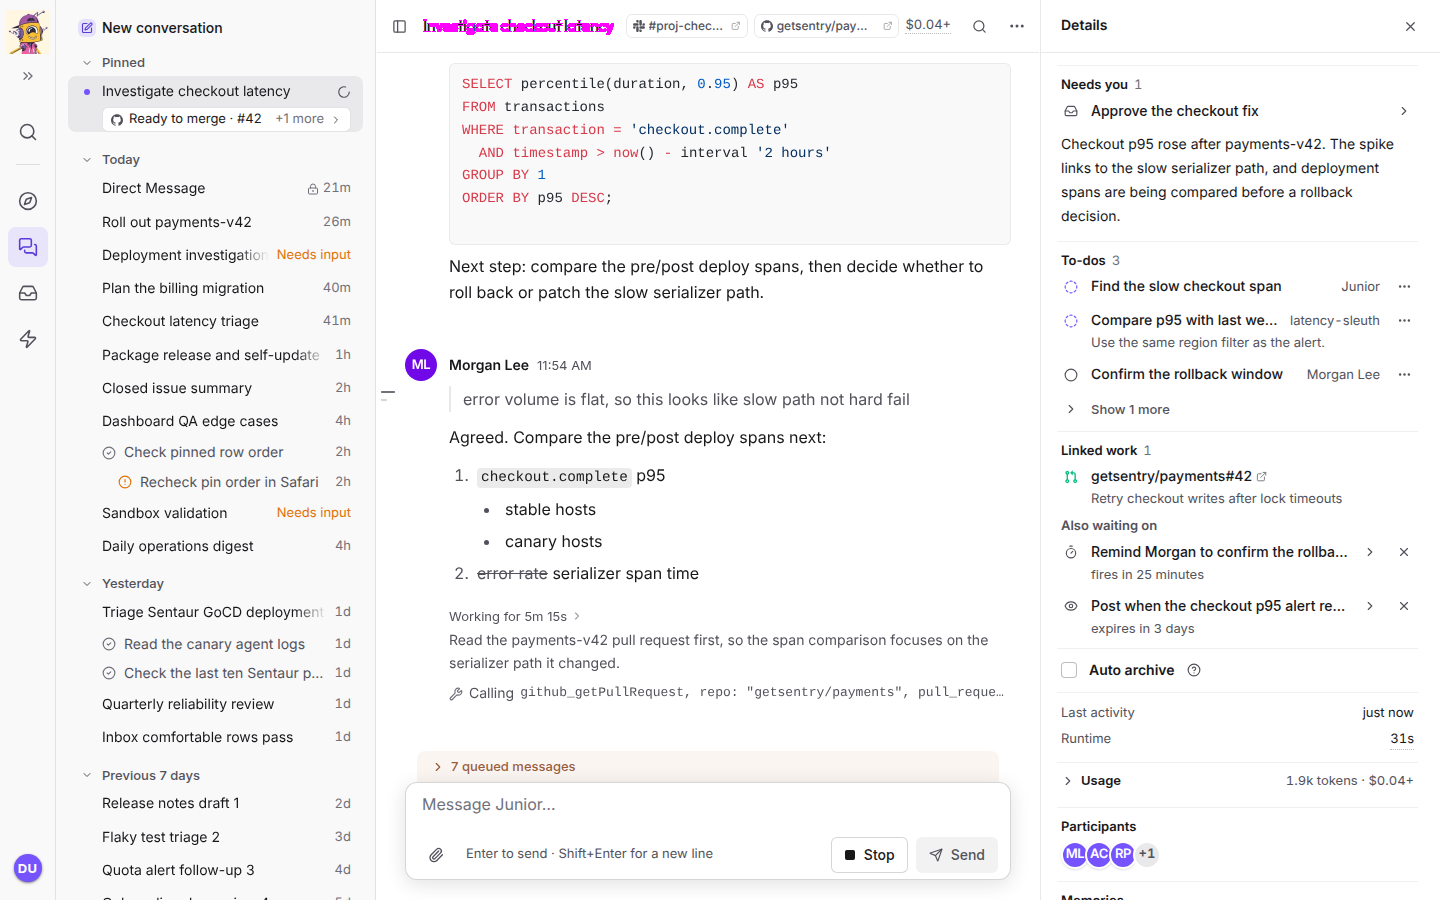 New conversation
Pinned
Investigate checkout latency
Ready to merge · #42 +1 more
Today
Direct Message 21m
Roll out payments-v42 26m
Deployment investigation Needs input
Plan the billing migration 40m
Checkout latency triage 41m
Package release and self-update 1h
Closed issue summary 2h
Dashboard QA edge cases 4h
Check pinned row order 2h
Recheck pin order in Safari 2h
Sandbox validation Needs input
Daily operations digest 4h
Yesterday
Triage Sentaur GoCD deployment 1d
Read the canary agent logs 1d
Check the last ten Sentaur p... 1d
Quarterly reliability review 1d
Inbox comfortable rows pass 1d
Previous 7 days
Release notes draft 1 2d
Flaky test triage 2 3d
Quota alert follow-up 3 4d
DU
Investigate checkout latency #proj-chec... getsentry/pay... $0.04+
SELECT percentile(duration, 0.95) AS p95
FROM transactions
WHERE transaction = 'checkout.complete'
AND timestamp > now() - interval '2 hours'
GROUP BY 1
ORDER BY p95 DESC;
Next step: compare the pre/post deploy spans, then decide whether to
roll back or patch the slow serializer path.
ML Morgan Lee 11:54 AM
error volume is flat, so this looks like slow path not hard fail
Agreed. Compare the pre/post deploy spans next:
1. checkout.complete p95
• stable hosts
• canary hosts
2. error rate serializer span time
Working for 5m 15s
Read the payments-v42 pull request first, so the span comparison focuses on the
serializer path it changed.
Calling github_getPullRequest, repo: "getsentry/payments", pull_reque...
7 queued messages
Message Junior...
Enter to send · Shift+Enter for a new line Stop Send
Details
Needs you 1
Approve the checkout fix
Checkout p95 rose after payments-v42. The spike
links to the slow serializer path, and deployment
spans are being compared before a rollback
decision.
To-dos 3
Find the slow checkout span Junior
Compare p95 with last we... latency-sleuth
Use the same region filter as the alert.
Confirm the rollback window Morgan Lee
Show 1 more
Linked work 1
getsentry/payments#42
Retry checkout writes after lock timeouts
Also waiting on
Remind Morgan to confirm the rollba...
fires in 25 minutes
Post when the checkout p95 alert re...
expires in 3 days
Auto archive
Last activity just now
Runtime 31s
Usage 1.9k tokens · $0.04+
Participants
ML AC RP +1